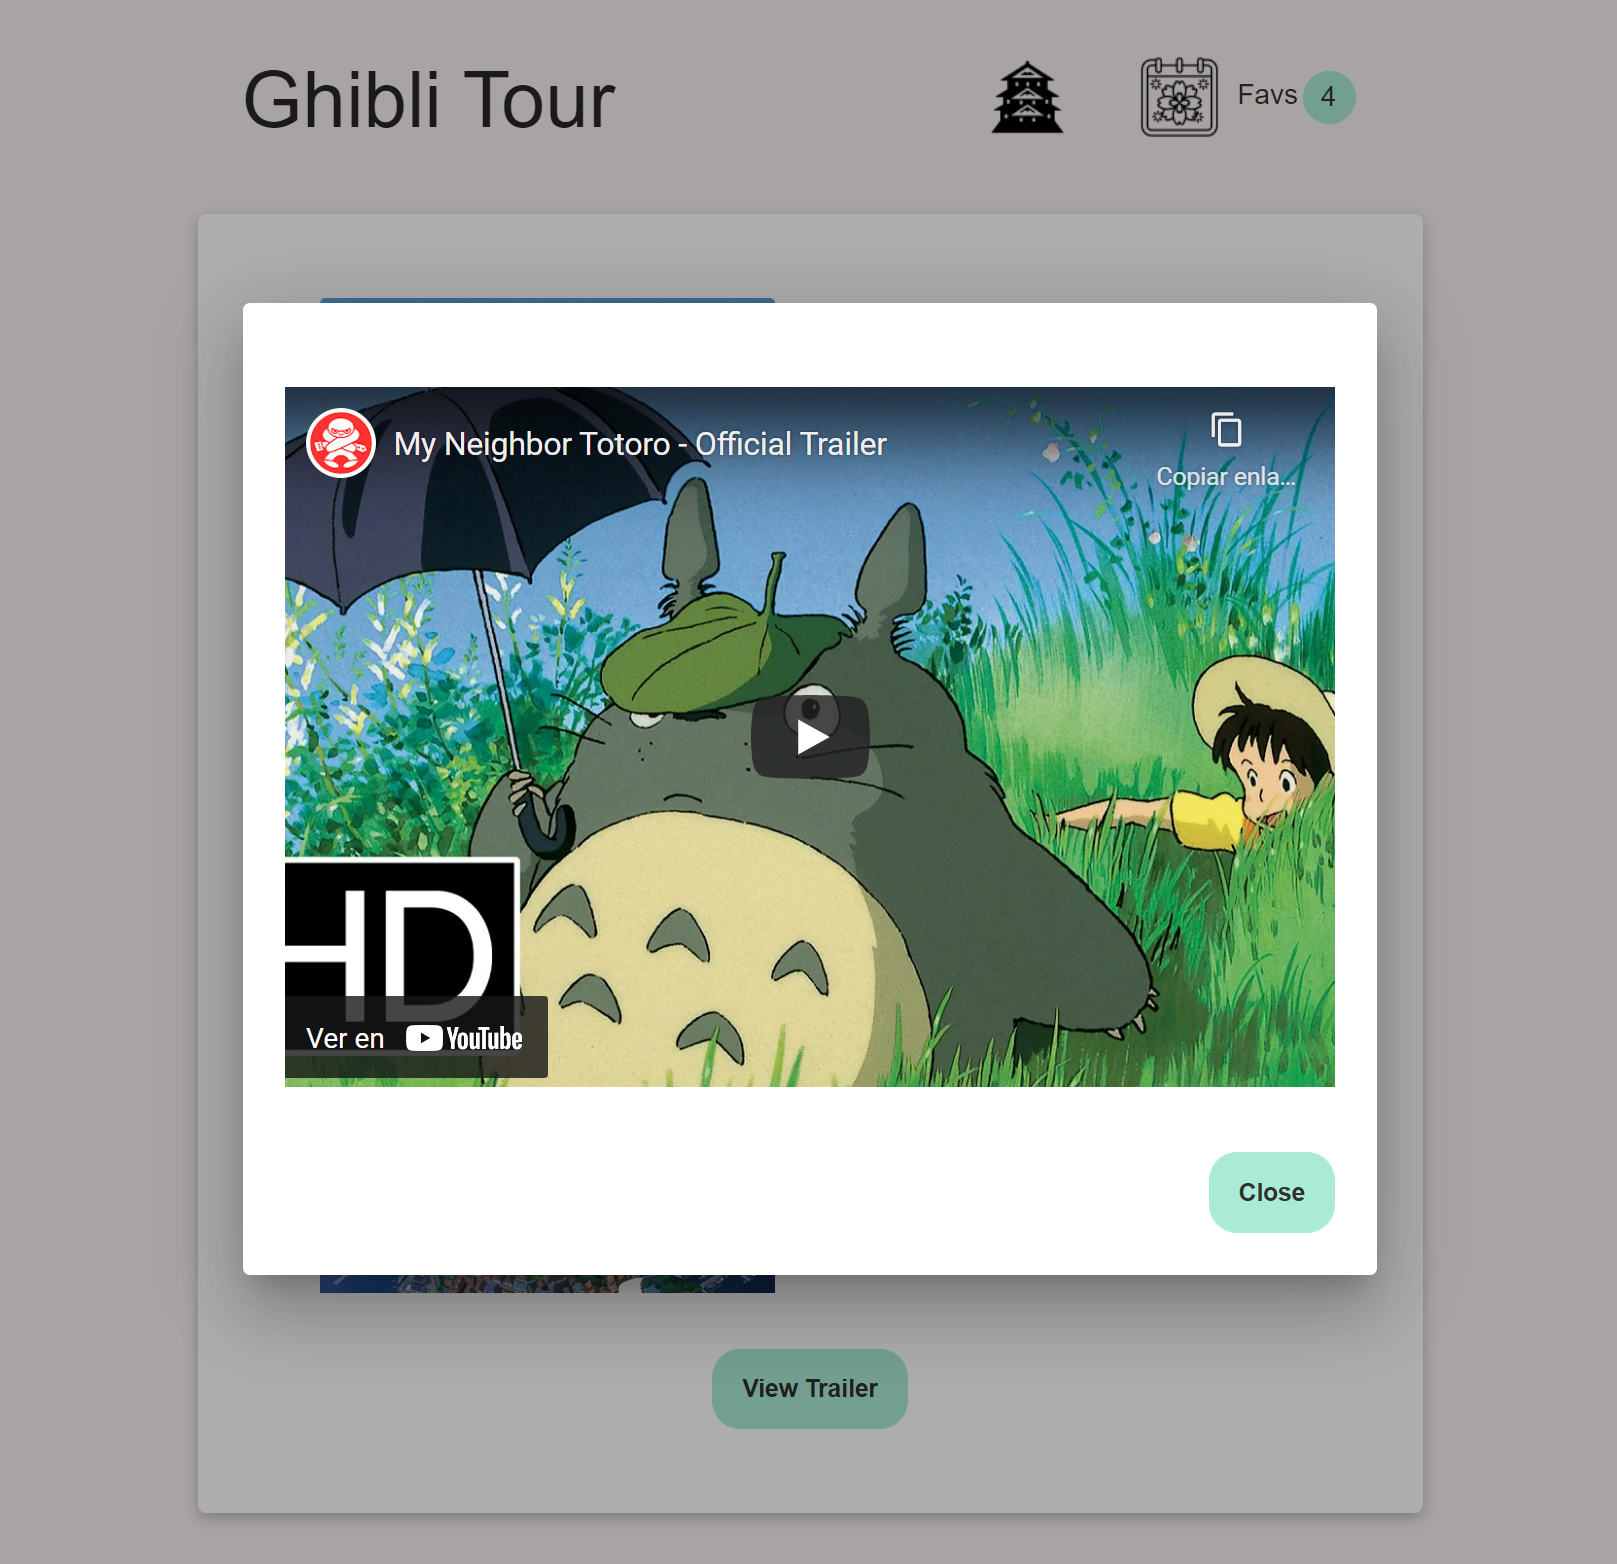 Ghibli Tour
Favs 4
My Neighbor Totoro - Official Trailer
Copiar enla...
HD
Ver en YouTube
Close
View Trailer